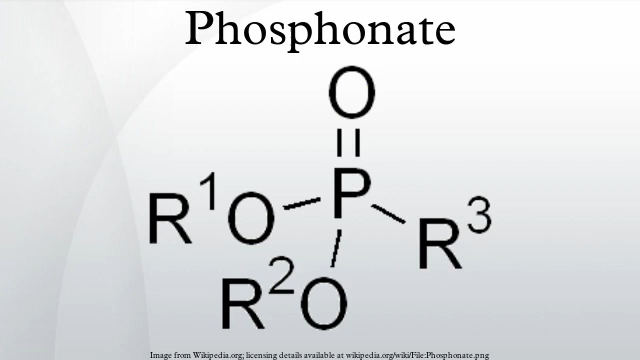 Phosphonate
O
P
R¹O
R³
R²O
Image from Wikipedia.org; licensing details available at wikipedia.org/wiki/File:Phosphonate.png